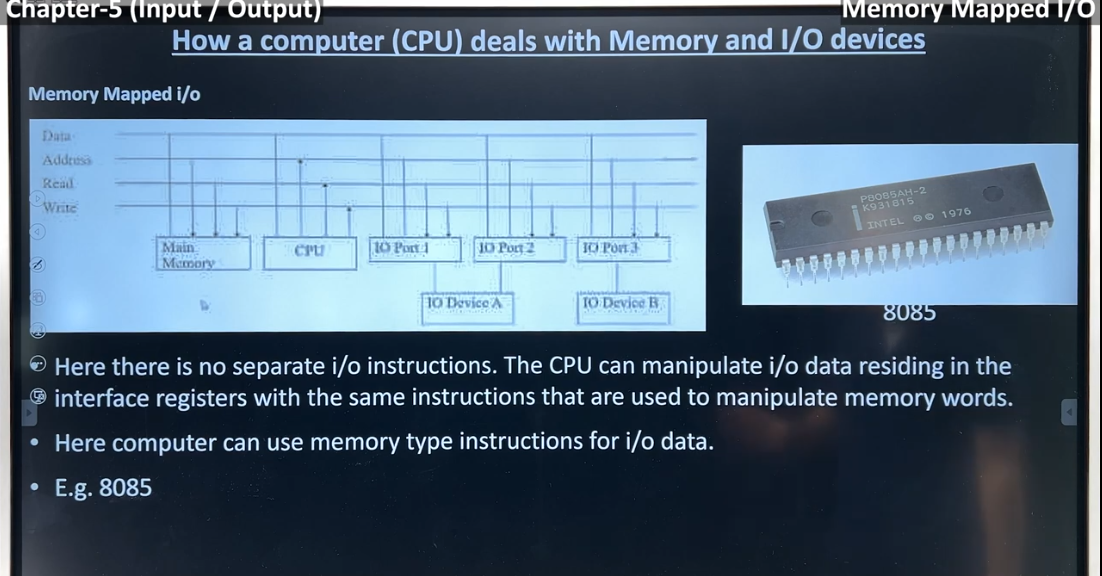 Chapter-5 (Input / Output)
Memory Mapped I/O
How a computer (CPU) deals with Memory and I/O devices
Memory Mapped i/o
Data
Address
Read
Write
Main
Memory
CPU
IO Port 1
IO Port 2
IO Port 3
IO Device A
IO Device B
P8085AH-2
K931815
i
INTEL ®© 1976
8085
Here there is no separate i/o instructions. The CPU can manipulate i/o data residing in the
interface registers with the same instructions that are used to manipulate memory words.
• Here computer can use memory type instructions for i/o data.
• E.g. 8085